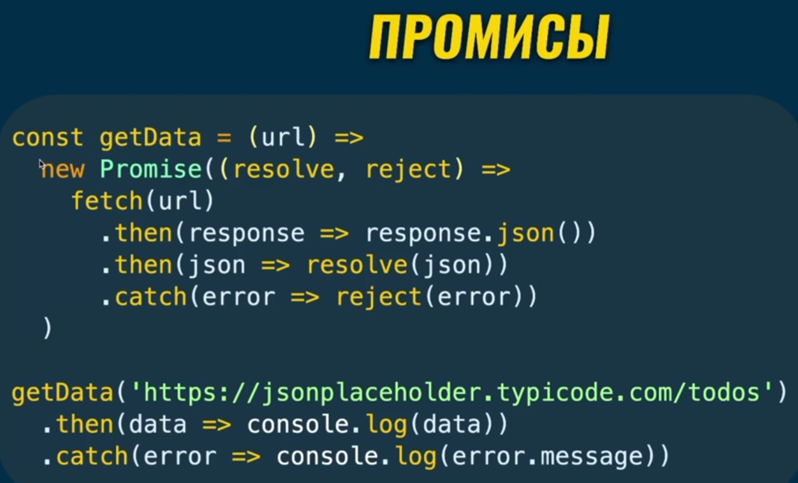 ПРОМИСЫ
const getData = (url) =>
new Promise((resolve, reject) =>
fetch(url)
.then(response => response.json())
.then(json => resolve(json))
.catch(error => reject(error))
)
getData('https://jsonplaceholder.typicode.com/todos')
.then(data => console.log(data))
.catch(error => console.log(error.message))